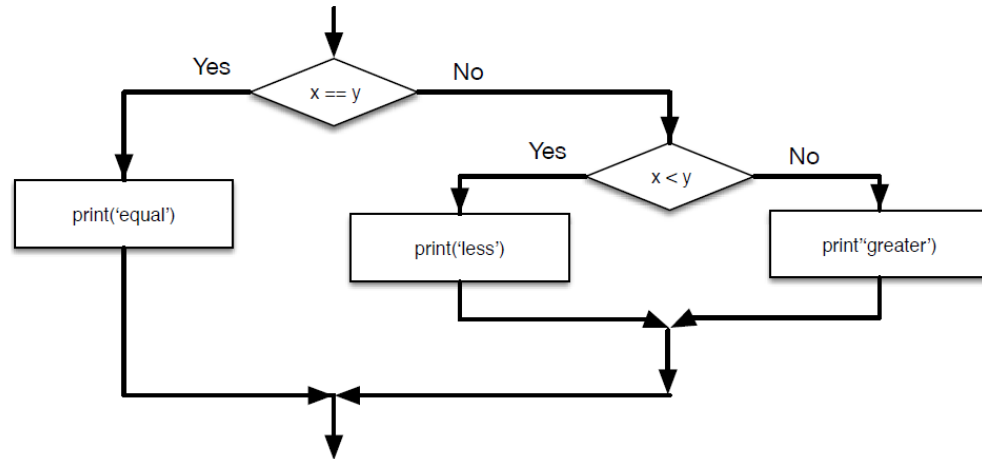 Yes
x == y
No
Yes
x < y
No
print(‘equal’)
print(‘less’)
print’‘greater’)